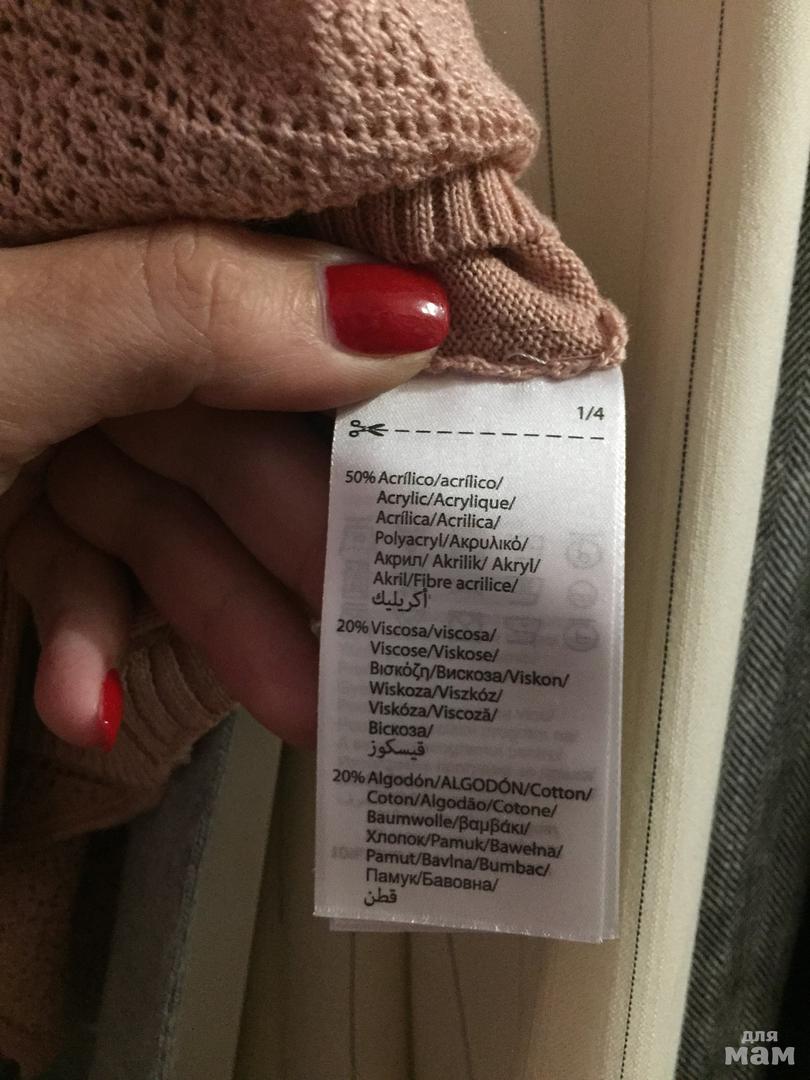 1/4
50% Acrílico/acrílico/
Acrylic/Acrylique/
Acrílica/Acrilica/
Polyacryl/Ακρυλικό/
Акрил/ Akrilik/ Akryl/
Akril/Fibre acrilice/
أكريليك
20% Viscosa/viscosa/
Viscose/Viskose/
Βισκόζη/Вискоза/Viskon/
Wiskoza/Viszkóz/
Viskóza/Viscoză/
Віскоза/
ڤيسكوز
20% Algodón/ALGODÓN/Cotton/
Coton/Algodão/Cotone/
Baumwolle/βαμβάκι/
Хлопок/Pamuk/Bawełna/
Pamut/Bavlna/Bumbac/
Памук/Бавовна/
قطن
для
мам